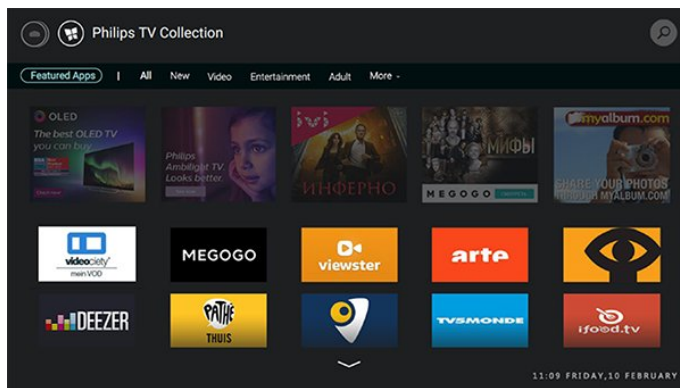 Philips TV Collection
Featured Apps | All New Video Entertainment Adult More -
OLED
The best OLED TV
you can buy
Philips
Ambilight TV.
Looks better.
ivi
ИНФЕРНО
МИФЫ
MEGOGO
myalbum.com
SHARE YOUR PHOTOS
THROUGH MYALBUM.COM
videociety
mein VOD
MEGOGO
viewster
arte
DEEZER
PATHÉ
THUIS
TV5MONDE
ifood.tv
11:09 FRIDAY,10 FEBRUARY